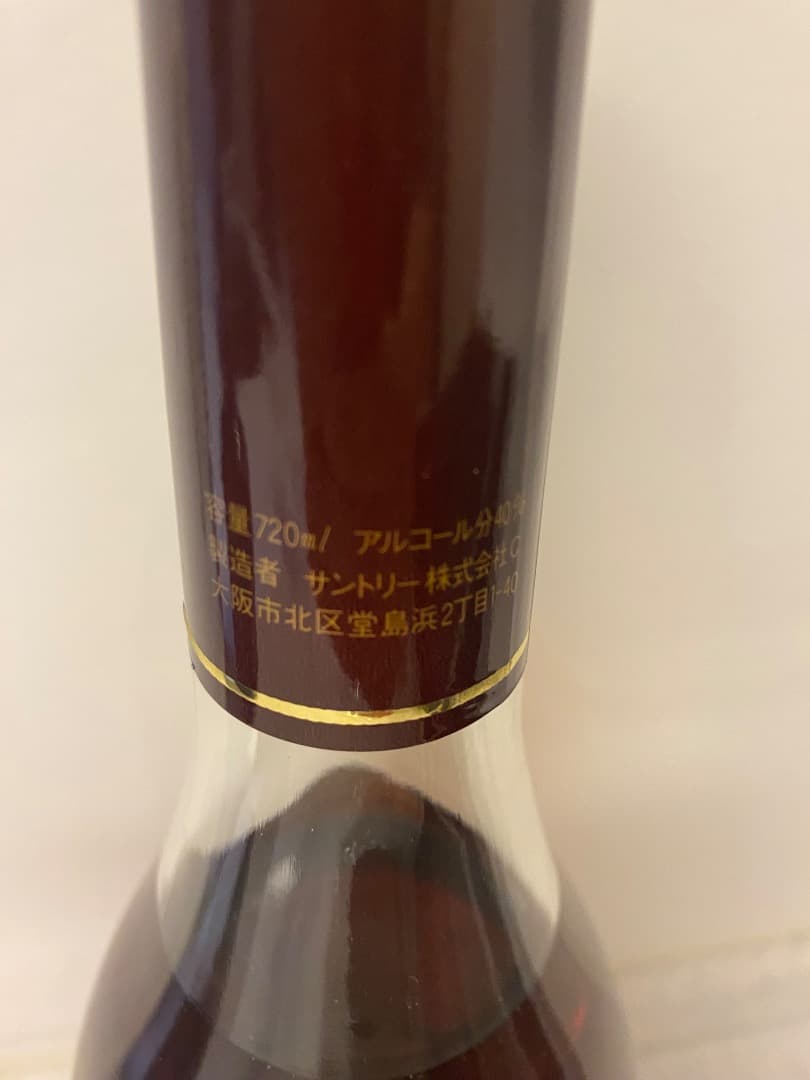 容量720ml アルコール分40%
製造者 サントリー株式会社C
大阪市北区堂島浜2丁目1-40